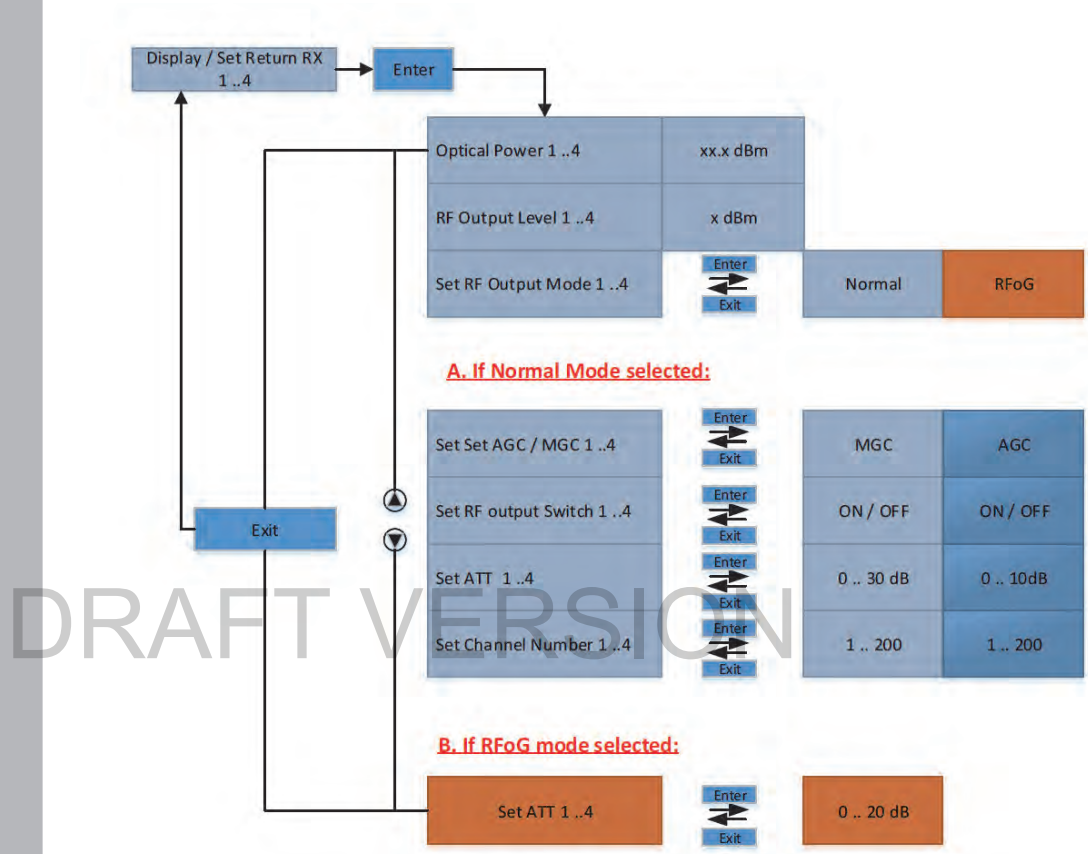 Display / Set Return RX
1 ..4
Enter
Optical Power 1 ..4
xx.x dBm
RF Output Level 1 ..4
x dBm
Set RF Output Mode 1 ..4
Enter
Exit
Normal
RFoG
A. If Normal Mode selected:
Set Set AGC / MGC 1 ..4
Enter
Exit
MGC
AGC
Set RF output Switch 1 ..4
Enter
Exit
ON / OFF
ON / OFF
Exit
Set ATT 1 ..4
Enter
Exit
0 .. 30 dB
0 .. 10dB
DRAFT VERSION
Set Channel Number 1 ..4
Enter
Exit
1 .. 200
1 .. 200
B. If RFoG mode selected:
Set ATT 1 ..4
Enter
Exit
0 .. 20 dB